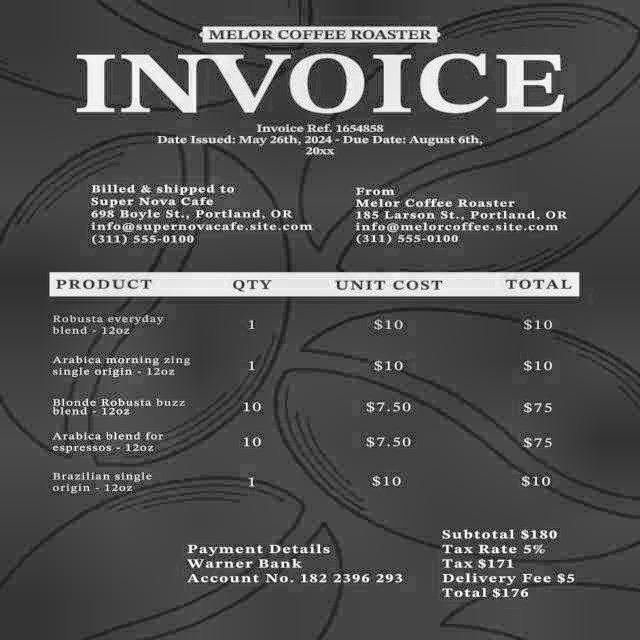 MELOR COFFEE ROASTER
INVOICE
Invoice Ref. 1654858
Date Issued: May 26th, 2024 - Due Date: August 6th,
20xx
Billed & shipped to
Super Nova Cafe
698 Boyle St., Portland, OR
info@supernovacafe.site.com
(311) 555-0100
From
Melor Coffee Roaster
185 Larson St., Portland, OR
info@melorcoffee.site.com
(311) 555-0100
PRODUCT QTY UNIT COST TOTAL
Robusta everyday
blend - 12oz 1 $10 $10
Arabica morning zing
single origin - 12oz 1 $10 $10
Blonde Robusta buzz
blend - 12oz 10 $7.50 $75
Arabica blend for
espressos - 12oz 10 $7.50 $75
Brazilian single
origin - 12oz 1 $10 $10
Payment Details
Warner Bank
Account No. 182 2396 293
Subtotal $180
Tax Rate 5%
Tax $171
Delivery Fee $5
Total $176